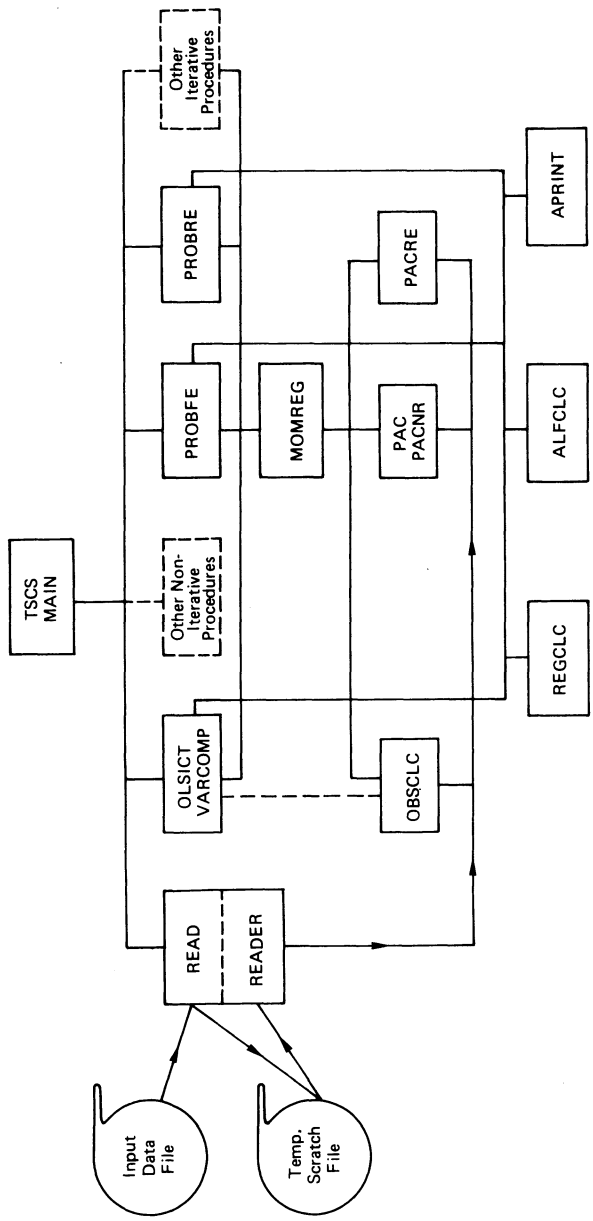 TSCS
MAIN
Input
Data
File
Temp.
Scratch
File
READ
READER
OLSICT
VARCOMP
Other Non-
Iterative
Procedures
PROBFE
PROBRE
Other
Iterative
Procedures
MOMREG
OBSCLC
PAC
PACNR
PACRE
REGCLC
ALFCLC
APRINT